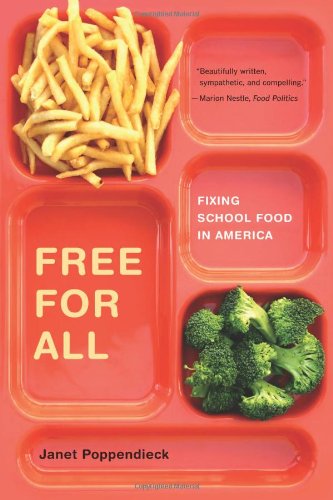 "Beautifully written,
sympathetic, and compelling."
— Marion Nestle, Food Politics
FIXING
SCHOOL FOOD
IN AMERICA
FREE
FOR
ALL
Janet Poppendieck